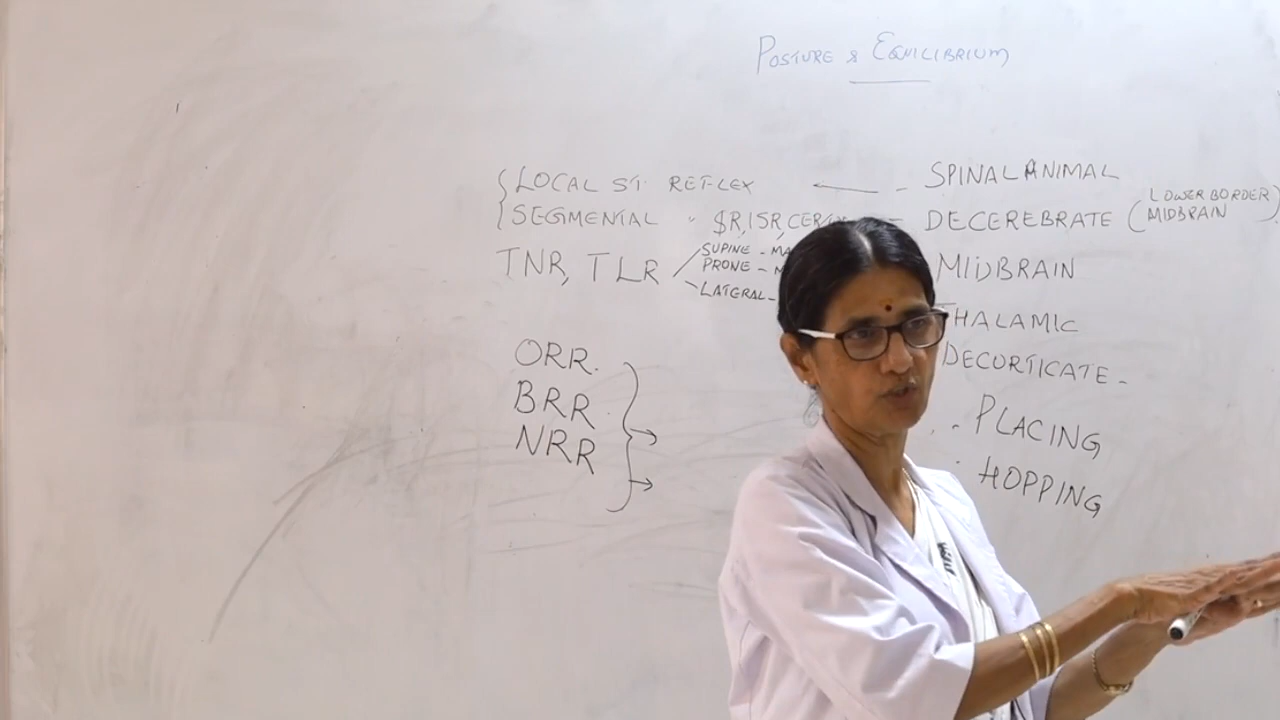 POSTURE & EQUILIBRIUM
LOCAL ST. REFLEX ← - SPINAL ANIMAL
SEGMENTAL " $R, ISR, - DECEREBRATE (LOWER BORDER MIDBRAIN)
TNR, TLR MIDBRAIN
SUPINE -
PRONE -
LATERAL -
THALAMIC
ORR.
DECORTICATE -
BRR
PLACING
NRR
HOPPING